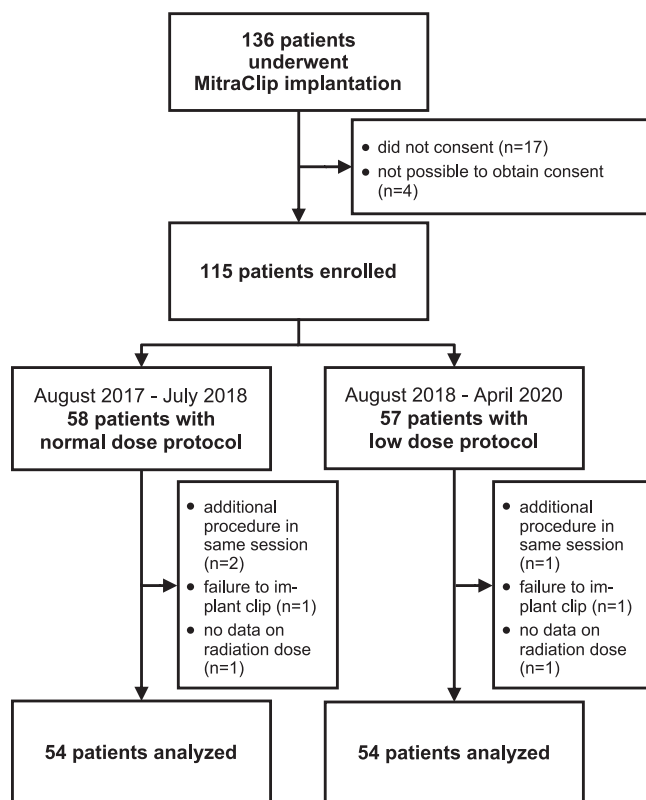 136 patients
underwent
MitraClip implantation
• did not consent (n=17)
• not possible to obtain consent
(n=4)
115 patients enrolled
August 2017 - July 2018
58 patients with
normal dose protocol
August 2018 - April 2020
57 patients with
low dose protocol
• additional
procedure in
same session
(n=2)
• failure to im-
plant clip (n=1)
• no data on
radiation dose
(n=1)
• additional
procedure in
same session
(n=1)
• failure to im-
plant clip (n=1)
• no data on
radiation dose
(n=1)
54 patients analyzed
54 patients analyzed